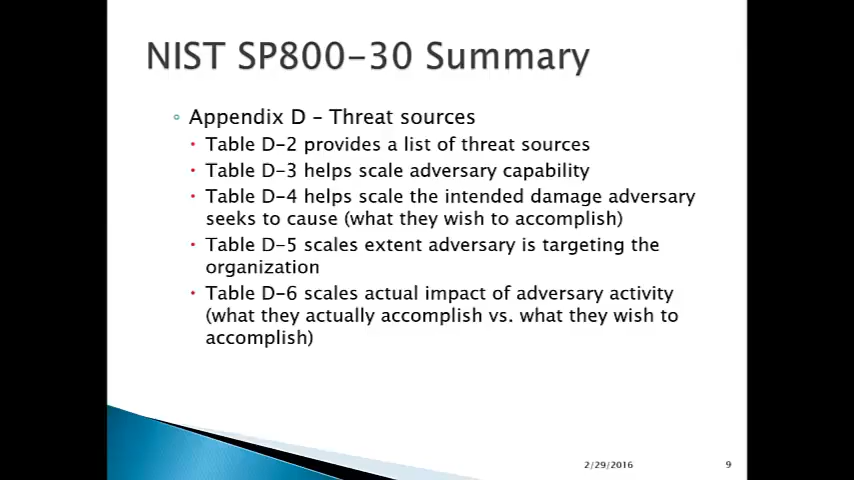 NIST SP800-30 Summary
◦ Appendix D – Threat sources
• Table D-2 provides a list of threat sources
• Table D-3 helps scale adversary capability
• Table D-4 helps scale the intended damage adversary
seeks to cause (what they wish to accomplish)
• Table D-5 scales extent adversary is targeting the
organization
• Table D-6 scales actual impact of adversary activity
(what they actually accomplish vs. what they wish to
accomplish)
2/29/2016 9